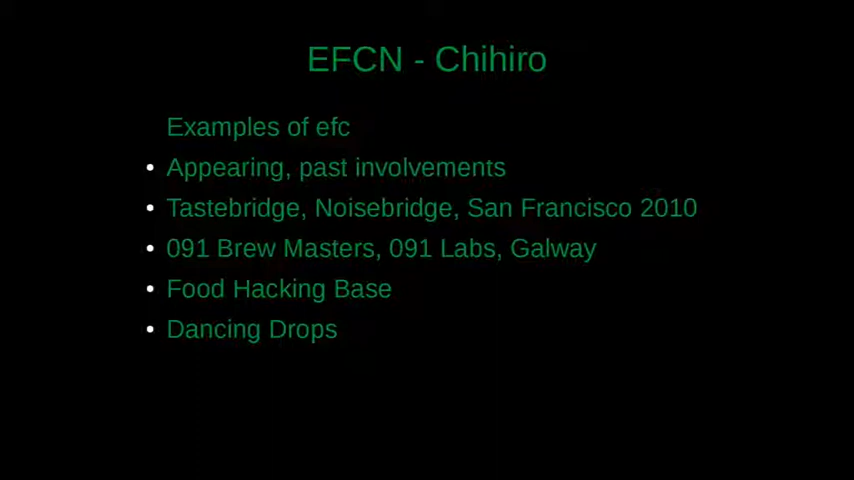 EFCN - Chihiro
Examples of efc
Appearing, past involvements
Tastebridge, Noisebridge, San Francisco 2010
091 Brew Masters, 091 Labs, Galway
Food Hacking Base
Dancing Drops